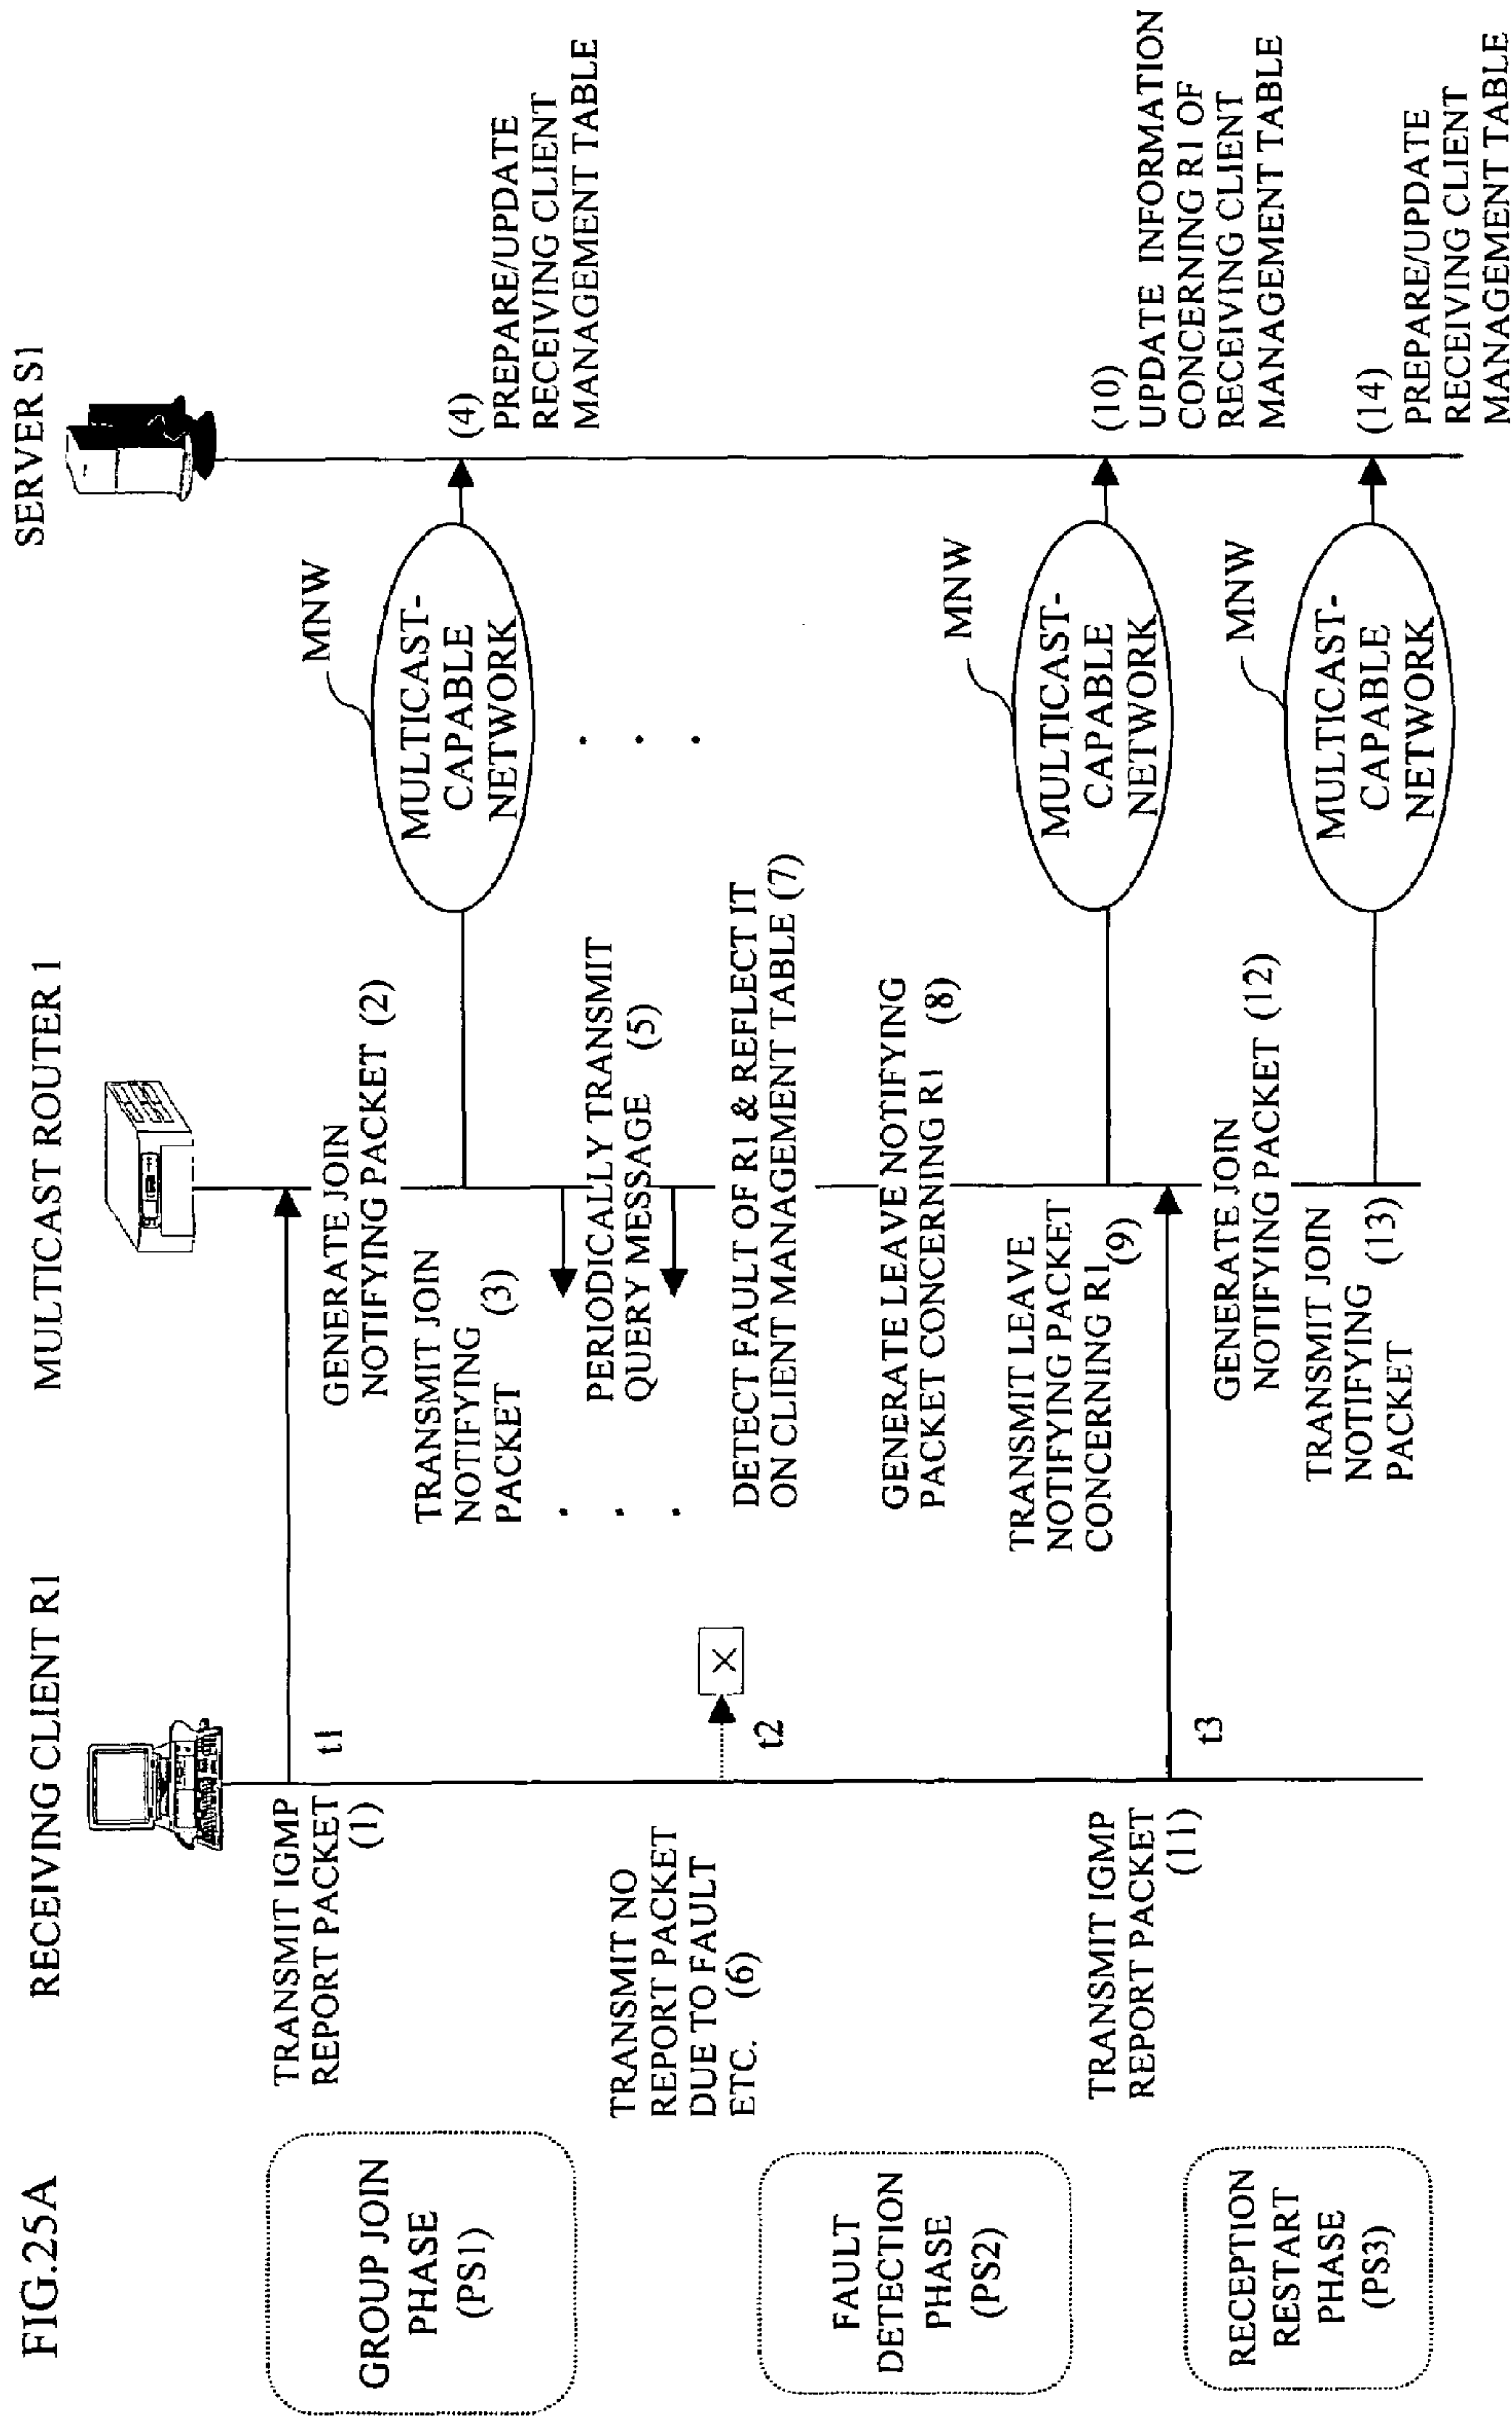 FIG.25A
RECEIVING CLIENT R1
MULTICAST ROUTER 1
SERVER S1
GROUP JOIN
PHASE
(PS1)
TRANSMIT IGMP
REPORT PACKET
(1)
t1
GENERATE JOIN
NOTIFYING PACKET (2)
TRANSMIT JOIN
NOTIFYING
PACKET (3)
MNW
MULTICAST-
CAPABLE
NETWORK
(4)
PREPARE/UPDATE
RECEIVING CLIENT
MANAGEMENT TABLE
PERIODICALLY TRANSMIT
QUERY MESSAGE (5)
. . .
. . .
FAULT
DETECTION
PHASE
(PS2)
TRANSMIT NO
REPORT PACKET
DUE TO FAULT
ETC. (6)
X
t2
DETECT FAULT OF R1 & REFLECT IT
ON CLIENT MANAGEMENT TABLE (7)
GENERATE LEAVE NOTIFYING
PACKET CONCERNING R1 (8)
TRANSMIT LEAVE
NOTIFYING PACKET
CONCERNING R1 (9)
MNW
MULTICAST-
CAPABLE
NETWORK
(10)
UPDATE INFORMATION
CONCERNING R1 OF
RECEIVING CLIENT
MANAGEMENT TABLE
RECEPTION
RESTART
PHASE
(PS3)
TRANSMIT IGMP
REPORT PACKET
(11)
t3
GENERATE JOIN
NOTIFYING PACKET (12)
TRANSMIT JOIN
NOTIFYING (13)
PACKET
MNW
MULTICAST-
CAPABLE
NETWORK
(14)
PREPARE/UPDATE
RECEIVING CLIENT
MANAGEMENT TABLE